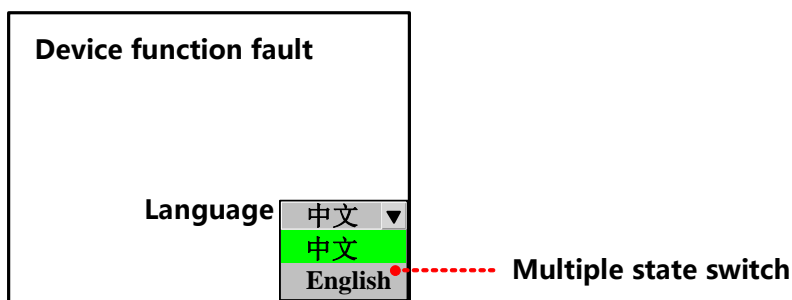 Device function fault
Language
中文
中文
English
Multiple state switch